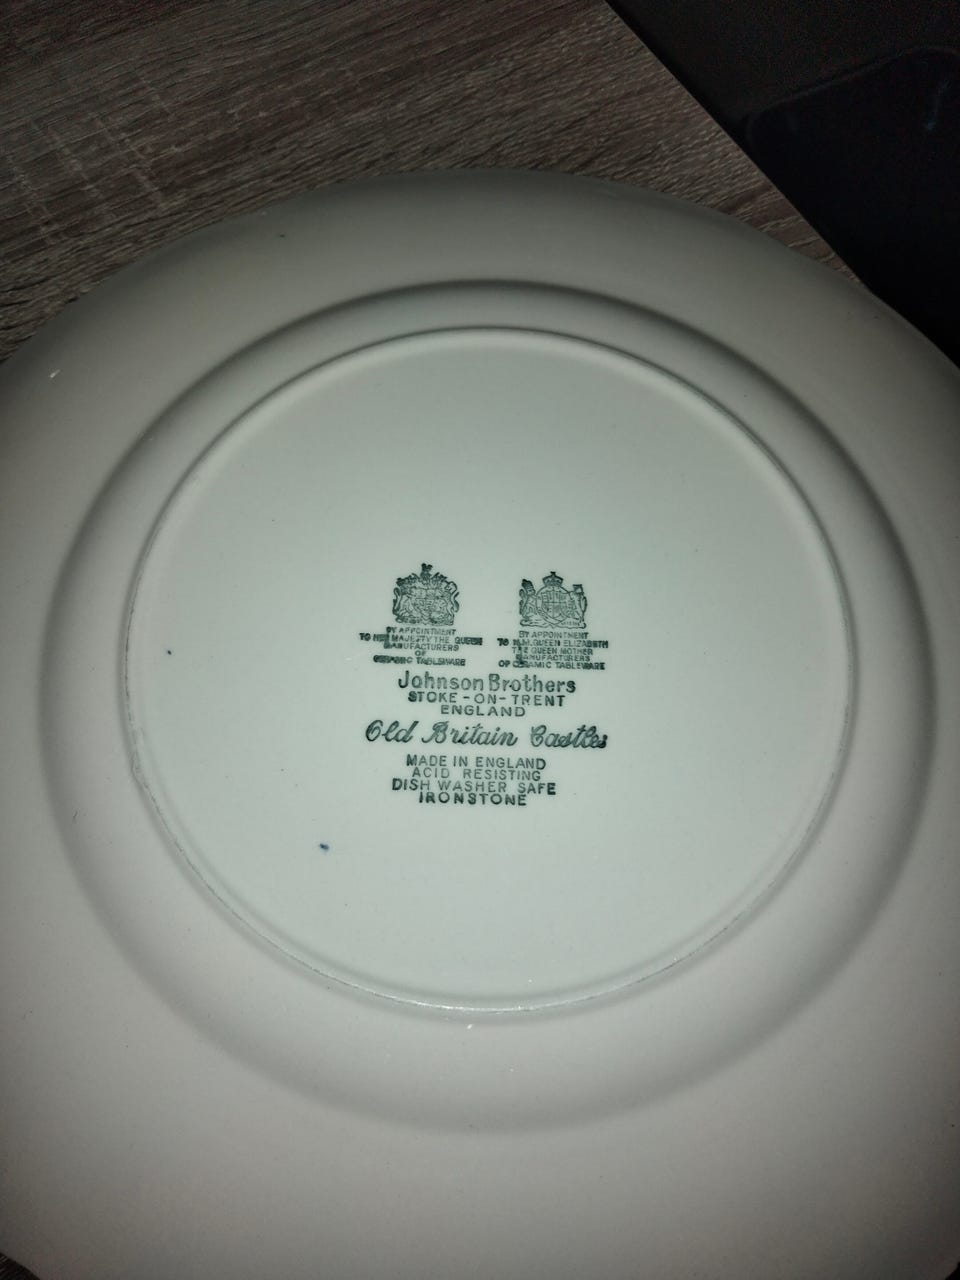 BY APPOINTMENT
TO HER MAJESTY THE QUEEN
MANUFACTURERS
OF
CERAMIC TABLEWARE
BY APPOINTMENT
TO H.M. QUEEN ELIZABETH
THE QUEEN MOTHER
MANUFACTURERS
OF CERAMIC TABLEWARE
Johnson Brothers
STOKE-ON-TRENT
ENGLAND
Old Britain Castles
MADE IN ENGLAND
ACID RESISTING
DISH WASHER SAFE
IRONSTONE